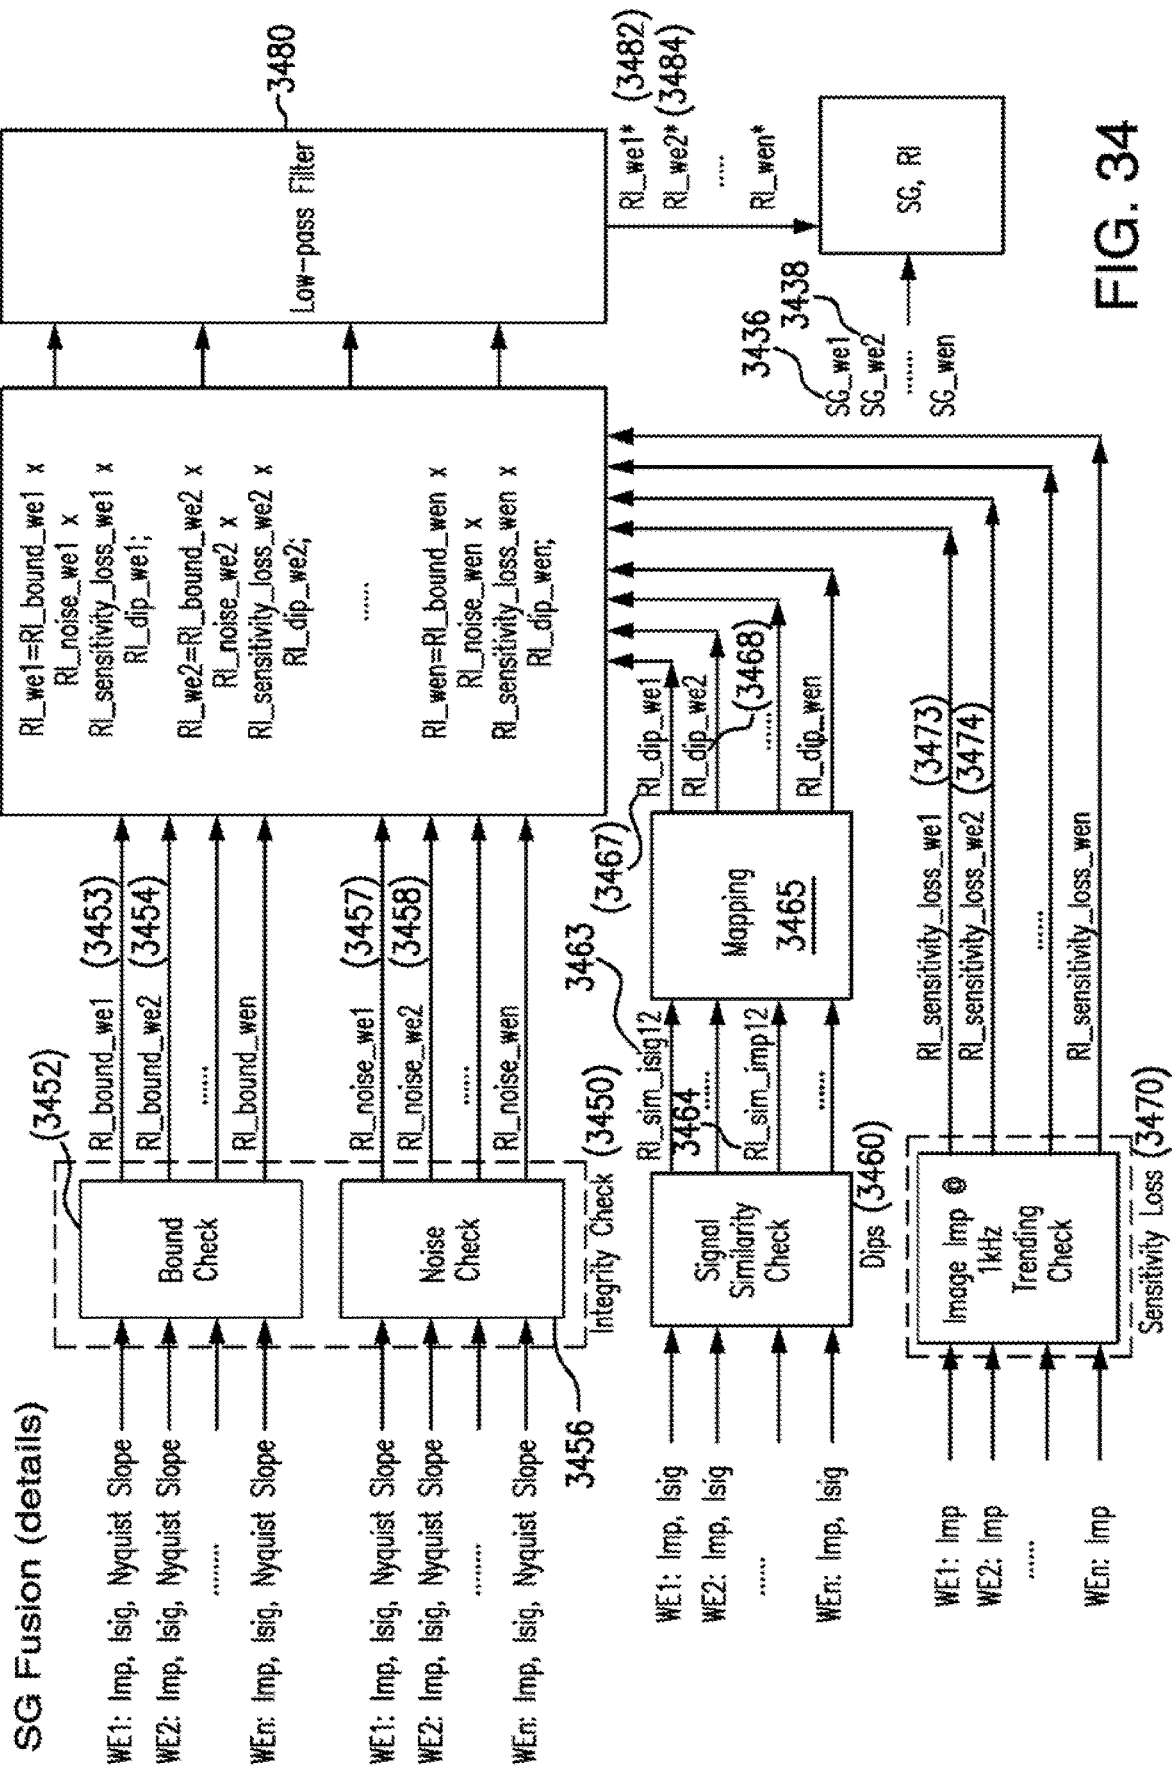 SG Fusion (details)
WE1: Imp, Isig, Nyquist Slope
WE2: Imp, Isig, Nyquist Slope
.......
WEn: Imp, Isig, Nyquist Slope
WE1: Imp, Isig, Nyquist Slope
WE2: Imp, Isig, Nyquist Slope
.......
WEn: Imp, Isig, Nyquist Slope
3456
WE1: Imp, Isig
WE2: Imp, Isig
......
WEn: Imp, Isig
WE1: Imp
WE2: Imp
......
WEn: Imp
(3452)
Bound
Check
Noise
Check
Integrity Check (3450)
Signal
Similarity
Check
Dips (3460)
Image Imp @
1kHz
Trending
Check
Sensitivity Loss (3470)
RI_bound_we1 (3453)
RI_bound_we2 (3454)
......
RI_bound_wen
RI_noise_we1 (3457)
RI_noise_we2 (3458)
......
RI_noise_wen
3463
RI_sim_isig12
......
3464
RI_sim_imp12
......
Mapping
3465
(3467)
RI_dip_we1
RI_dip_we2
(3468)
......
RI_dip_wen
RI_sensitivity_loss_we1 (3473)
RI_sensitivity_loss_we2 (3474)
......
RI_sensitivity_loss_wen
RI_we1=RI_bound_we1 x
RI_noise_we1 x
RI_sensitivity_loss_we1 x
RI_dip_we1;
RI_we2=RI_bound_we2 x
RI_noise_we2 x
RI_sensitivity_loss_we2 x
RI_dip_we2;
......
RI_wen=RI_bound_wen x
RI_noise_wen x
RI_sensitivity_loss_wen x
RI_dip_wen;
Low-pass Filter
3480
RI_we1* (3482)
RI_we2* (3484)
.....
RI_wen*
3436
3438
SG_we1
SG_we2
.......
SG_wen
SG, RI
FIG. 34